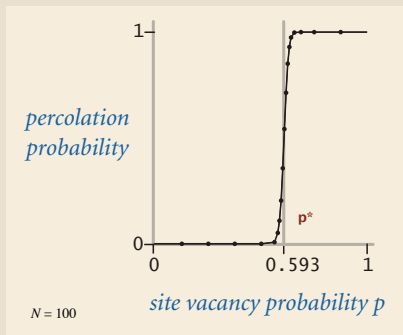 1
percolation
probability
p*
0
0 0.593 1
site vacancy probability p
N = 100